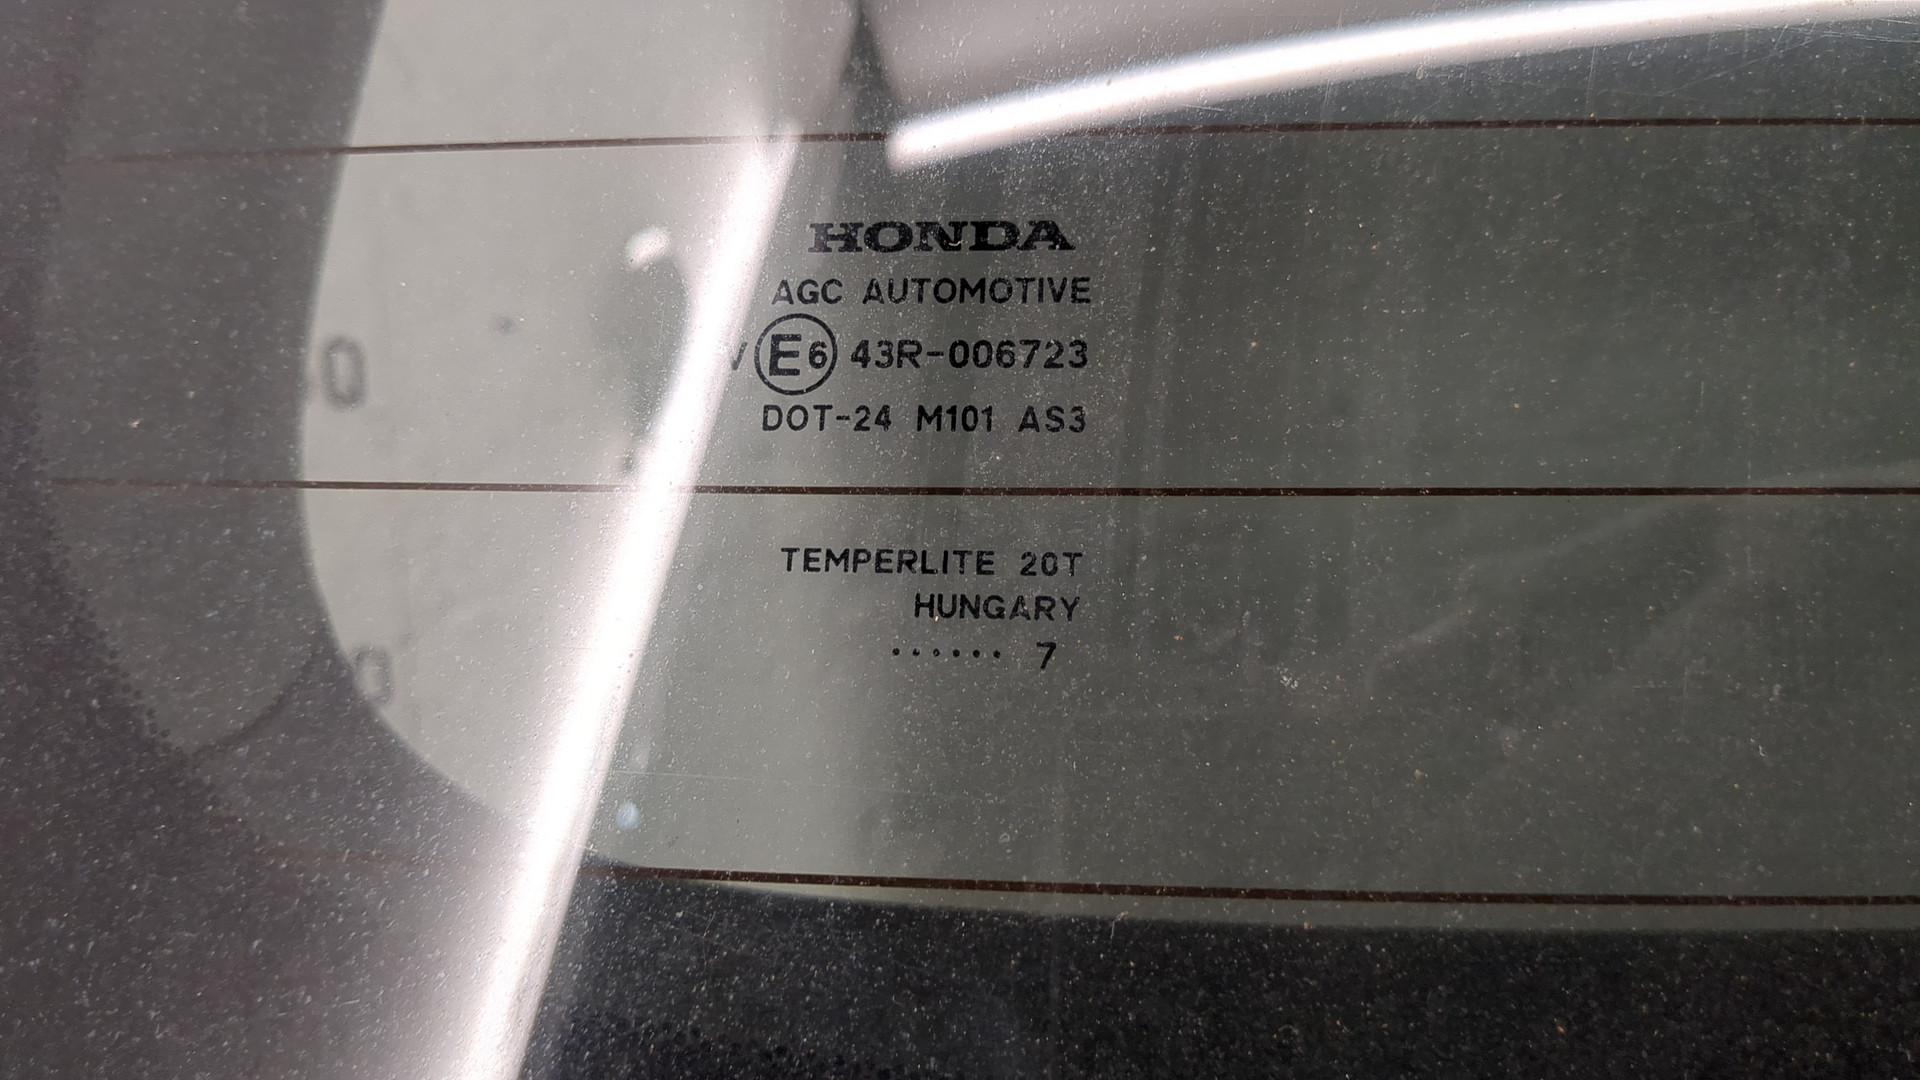 HONDA
AGC AUTOMOTIVE
V E6 43R-006723
DOT-24 M101 AS3
TEMPERLITE 20T
HUNGARY
...... 7